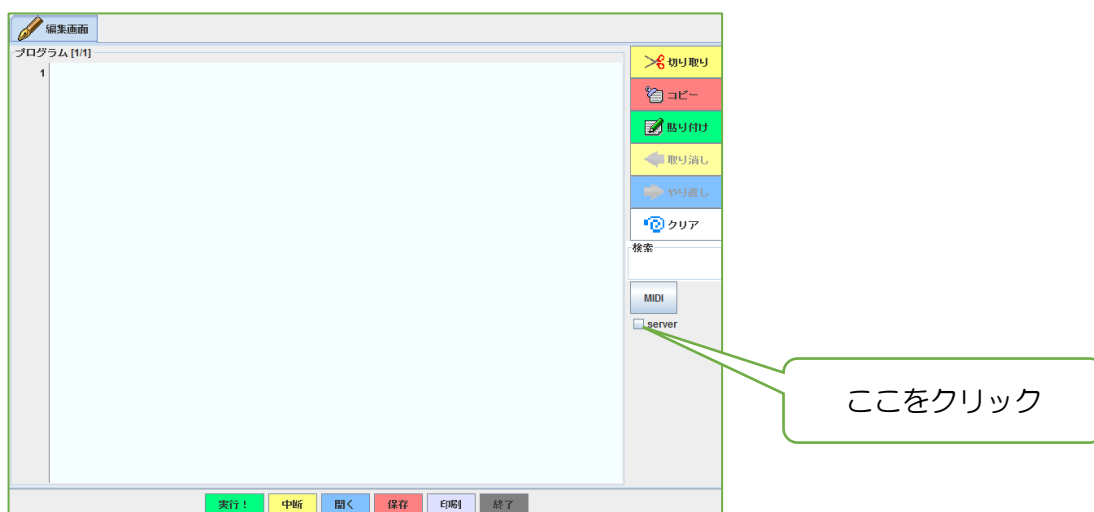 編集画面
プログラム [1/1]
1
切り取り
コピー
貼り付け
取り消し
やり直し
クリア
検索
MIDI
server
ここをクリック
実行！ 中断 開く 保存 印刷 終了